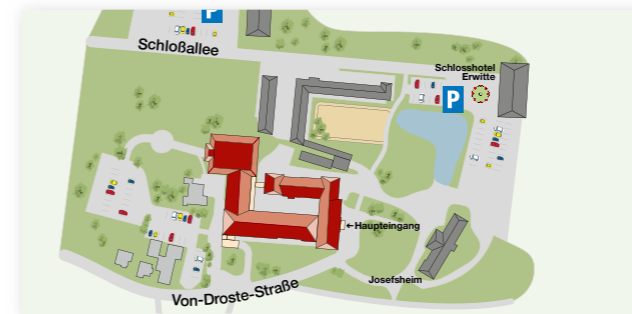 P
Schloßallee
Schlosshotel
Erwitte
P
←Haupteingang
Josefsheim
Von-Droste-Straße